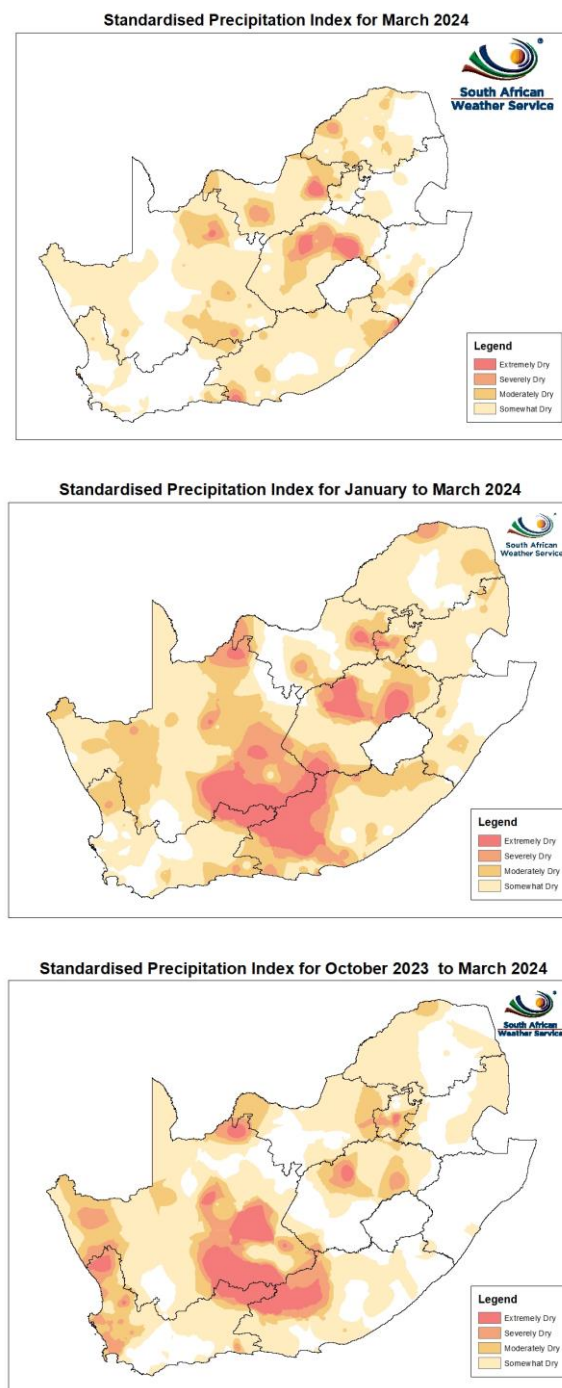 Standardised Precipitation Index for March 2024
South African
Weather Service
Legend
Extremely Dry
Severely Dry
Moderately Dry
Somewhat Dry
Standardised Precipitation Index for January to March 2024
South African
Weather Service
Legend
Extremely Dry
Severely Dry
Moderately Dry
Somewhat Dry
Standardised Precipitation Index for October 2023 to March 2024
South African
Weather Service
Legend
Extremely Dry
Severely Dry
Moderately Dry
Somewhat Dry